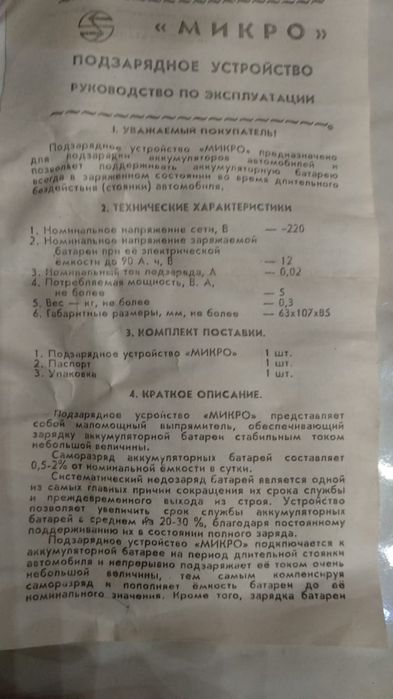 «МИКРО»
ПОДЗАРЯДНОЕ УСТРОЙСТВО
РУКОВОДСТВО ПО ЭКСПЛУАТАЦИИ
1. УВАЖАЕМЫЙ ПОКУПАТЕЛЬ!
Подзарядное устройство «МИКРО» предназначено
для подзарядки аккумуляторов автомобилей и
позволяет поддерживать аккумуляторную батарею
всегда в заряженном состоянии во время длительного
бездействия (стоянки) автомобиля.
2. ТЕХНИЧЕСКИЕ ХАРАКТЕРИСТИКИ
1. Номинальное напряжение сети, В — ~220
2. Номинальное напряжение заряжаемой
батареи при её электрической
емкости до 90 А. ч, В — 12
3. Номинальный ток подзаряда, А — 0,02
4. Потребляемая мощность, В. А,
не более — 5
5. Вес — кг, не более — 0,3
6. Габаритные размеры, мм, не более — 63х107х85
3. КОМПЛЕКТ ПОСТАВКИ.
1. Подзарядное устройство «МИКРО» 1 шт.
2. Паспорт 1 шт.
3. Упаковка 1 шт.
4. КРАТКОЕ ОПИСАНИЕ.
Подзарядное усройство «МИКРО» представляет
собой маломощный выпрямитель, обеспечивающий
зарядку аккумуляторной батареи стабильным током
небольшой величины.
Саморазряд аккумуляторных батарей составляет
0,5-2% от номинальной ёмкости в сутки.
Систематический недозаряд батарей является одной
из самых главных причин сокращения их срока службы
и преждевременного выхода из строя. Устройство
позволяет увеличить срок службы аккумуляторных
батарей в среднем на 20-30 %, благодаря постоянному
поддерживанию их в состоянии полного заряда.
Подзарядное устройство «МИКРО» подключается к
аккумуляторной батарее на период длительной стоянки
автомобиля и непрерывно подзаряжает её током очень
небольшой величины, тем самым компенсируя
саморазряд и пополняет ёмкость батареи до её
номинального значения. Кроме того, зарядка батареи